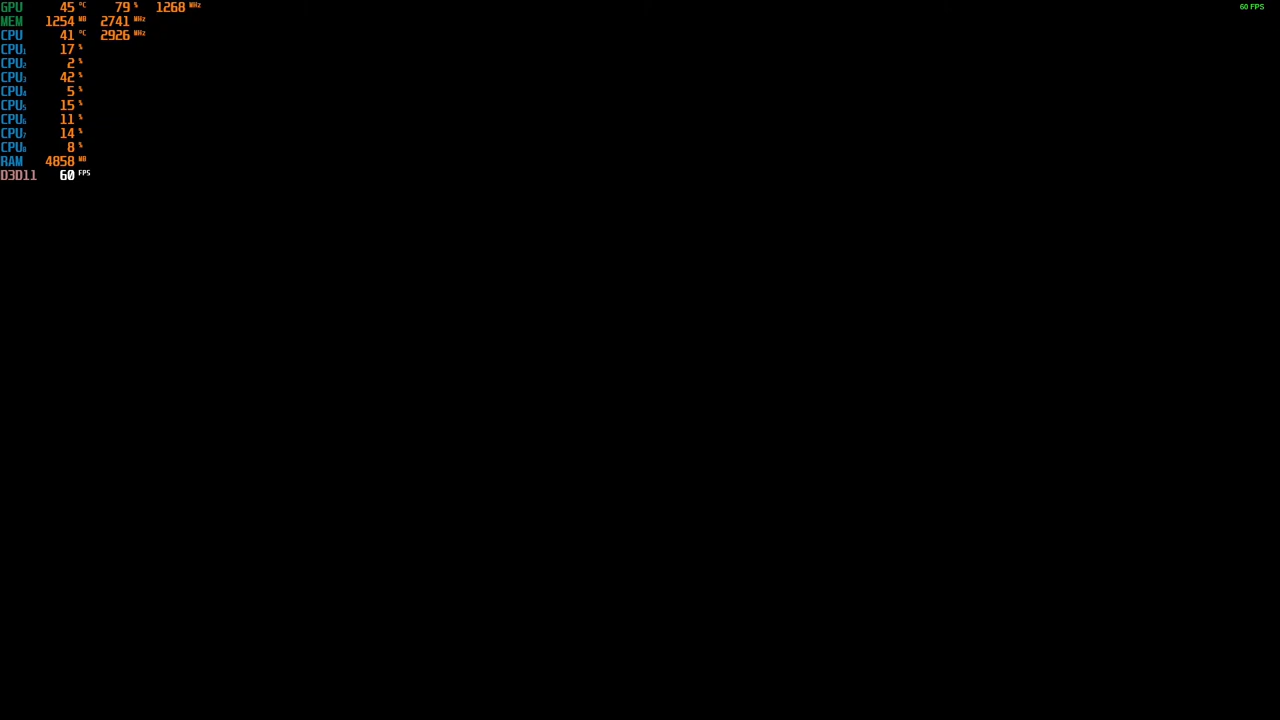 GPU 45 °C 79 % 1268 MHz
60 FPS
MEM 1254 MB 2741 MHz
CPU 41 °C 2926 MHz
CPU1 17 %
CPU2 2 %
CPU3 42 %
CPU4 5 %
CPU5 15 %
CPU6 11 %
CPU7 14 %
CPU8 8 %
RAM 4858 MB
D3D11 60 FPS